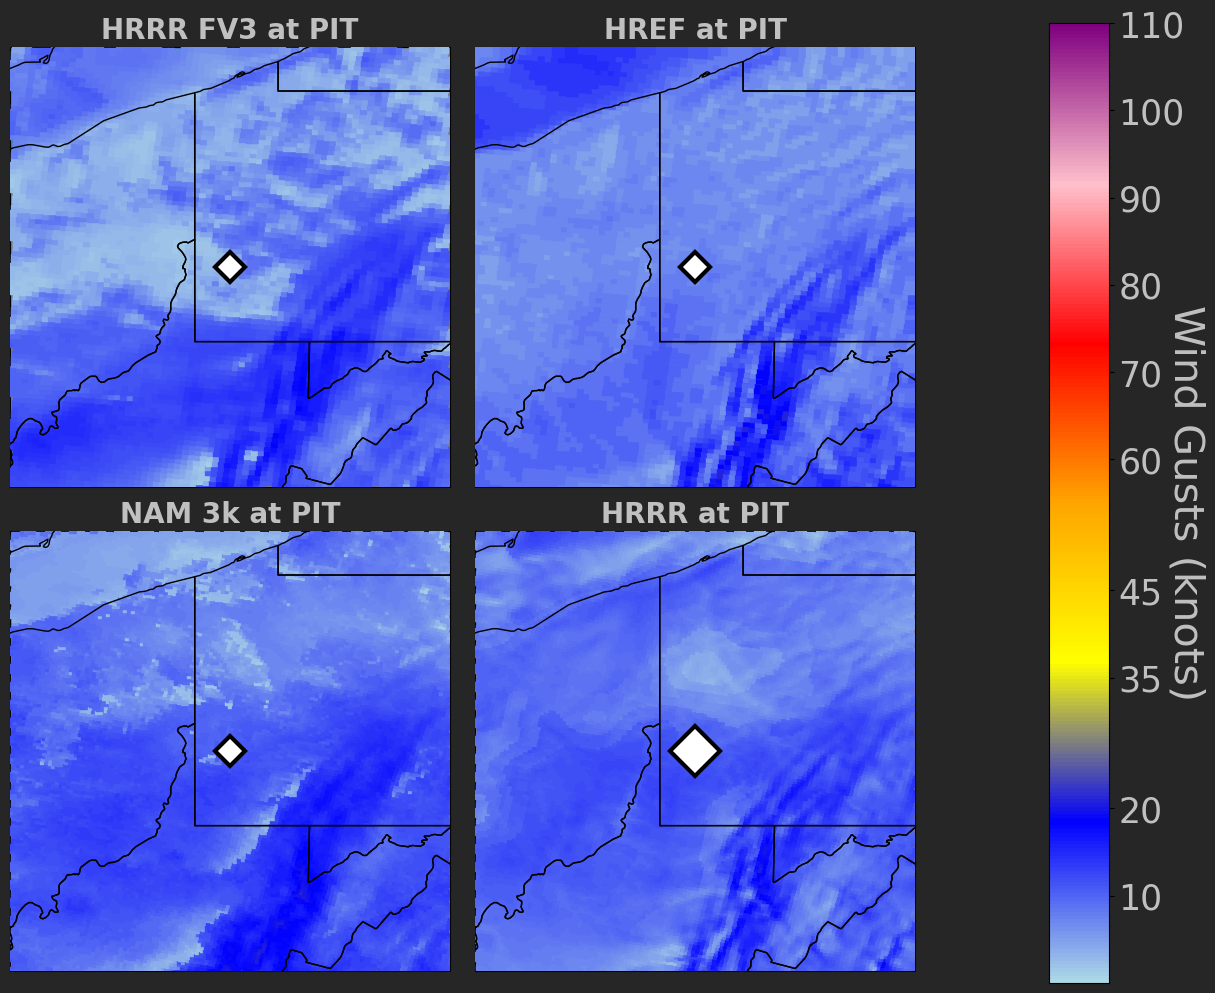 HRRR FV3 at PIT
HREF at PIT
NAM 3k at PIT
HRRR at PIT
110
100
90
80
70
60
45
35
20
10
Wind Gusts (knots)